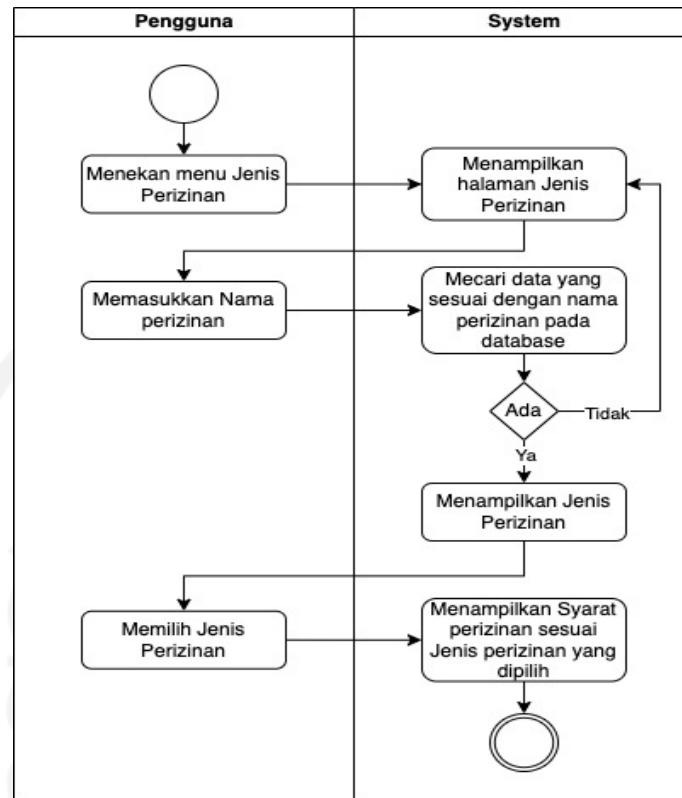 Pengguna
System
Menekan menu Jenis
Perizinan
Menampilkan
halaman Jenis
Perizinan
Memasukkan Nama
perizinan
Mecari data yang
sesuai dengan nama
perizinan pada
database
Ada
Tidak
Ya
Menampilkan Jenis
Perizinan
Memilih Jenis
Perizinan
Menampilkan Syarat
perizinan sesuai
Jenis perizinan yang
dipilih